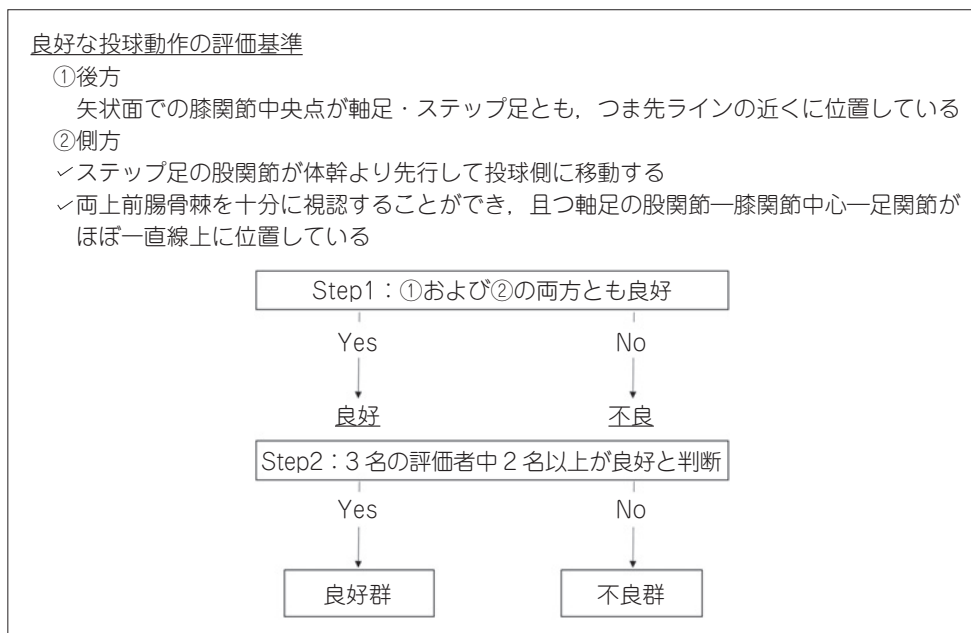 良好な投球動作の評価基準
①後方
矢状面での膝関節中央点が軸足・ステップ足とも，つま先ラインの近くに位置している
②側方
✓ステップ足の股関節が体幹より先行して投球側に移動する
✓両上前腸骨棘を十分に視認することができ，且つ軸足の股関節―膝関節中心―足関節が
ほぼ一直線上に位置している
Step1：①および②の両方とも良好
Yes No
良好 不良
Step2：3名の評価者中2名以上が良好と判断
Yes No
良好群 不良群